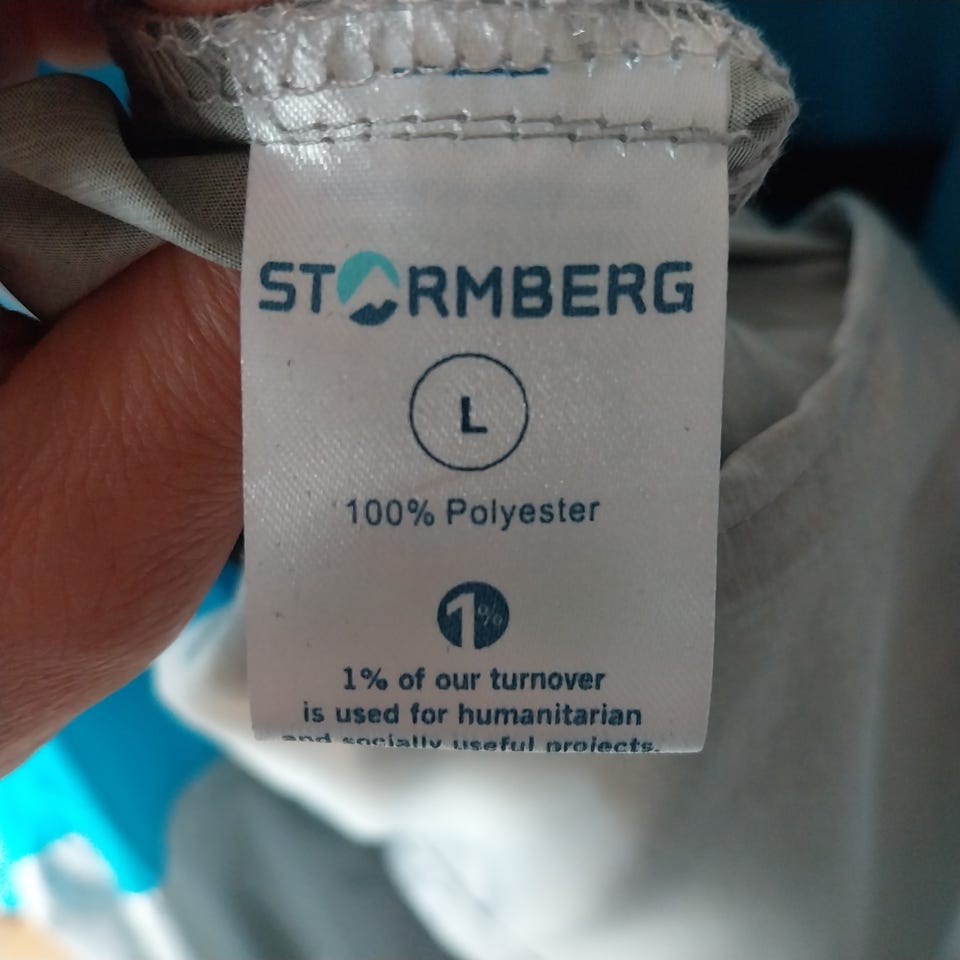 STORMBERG
L
100% Polyester
1%
1% of our turnover
is used for humanitarian
and socially useful projects.